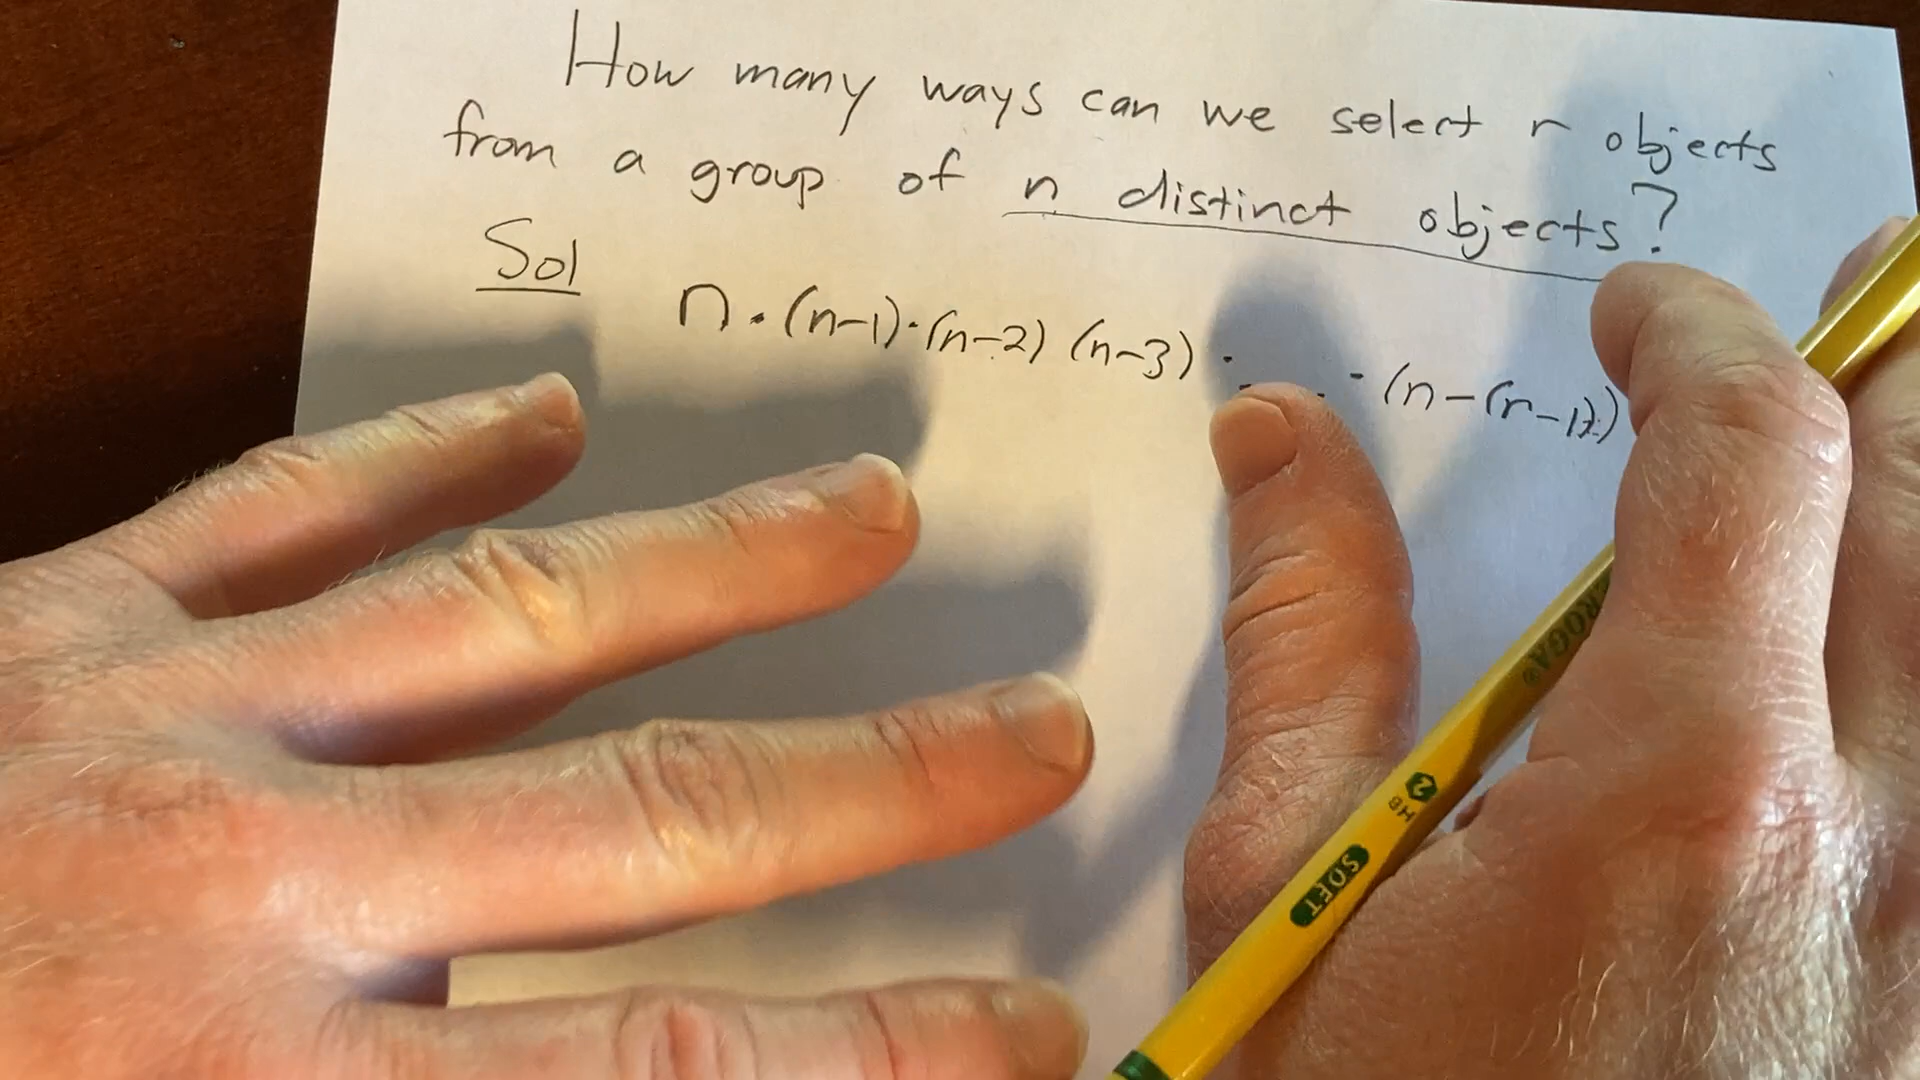 How many ways can we select r objects
from a group of n distinct objects?
Sol
n·(n-1)·(n-2)(n-3)·....·(n-(r-1))
HB 2
SOFT